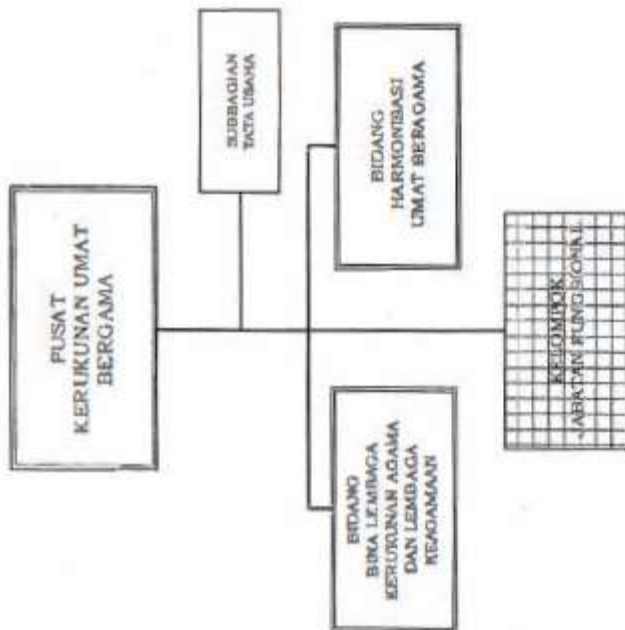 PUSAT
KERUKUNAN UMAT
BERGAMA
SUBBAGIAN
TATA USAHA
BIDANG
BINA LEMBAGA
KERUKUNAN AGAMA
DAN LEMBAGA
KEAGAMAAN
BIDANG
HARMONISASI
UMAT BERAGAMA
KELOMPOK
JABATAN FUNGSIONAL